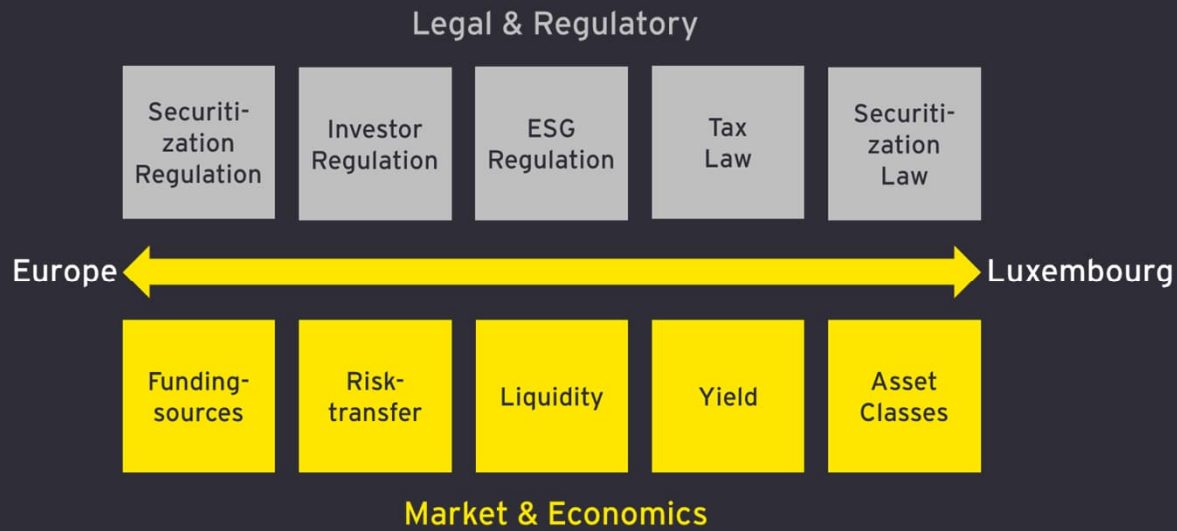 Legal & Regulatory
Securiti-
zation
Regulation
Investor
Regulation
ESG
Regulation
Tax
Law
Securiti-
zation
Law
Europe
Luxembourg
Funding-
sources
Risk-
transfer
Liquidity
Yield
Asset
Classes
Market & Economics